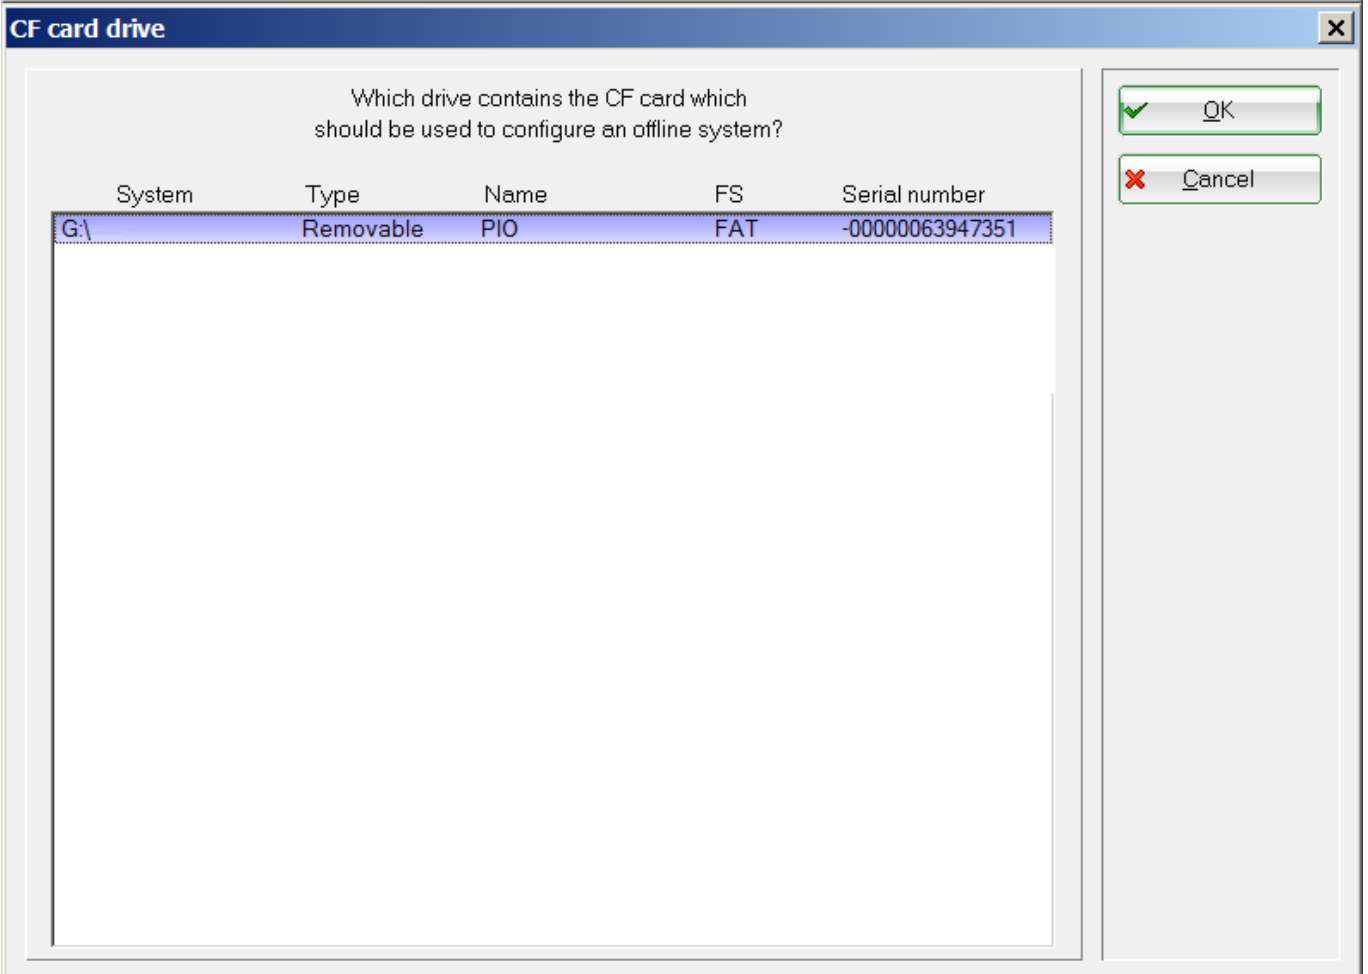 CF card drive
Which drive contains the CF card which
should be used to configure an offline system?
OK
Cancel
System Type Name FS Serial number
G:\ Removable PIO FAT -00000063947351